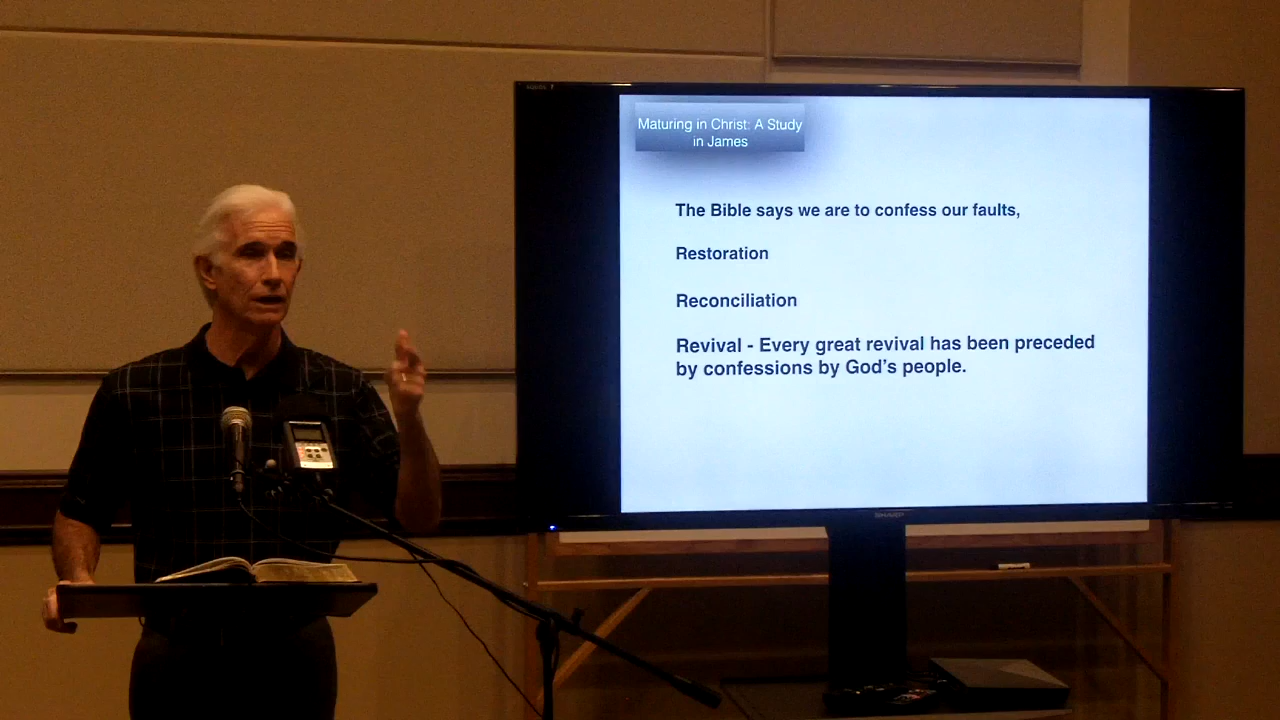 Maturing in Christ: A Study
in James
The Bible says we are to confess our faults,
Restoration
Reconciliation
Revival - Every great revival has been preceded
by confessions by God's people.
SHARP